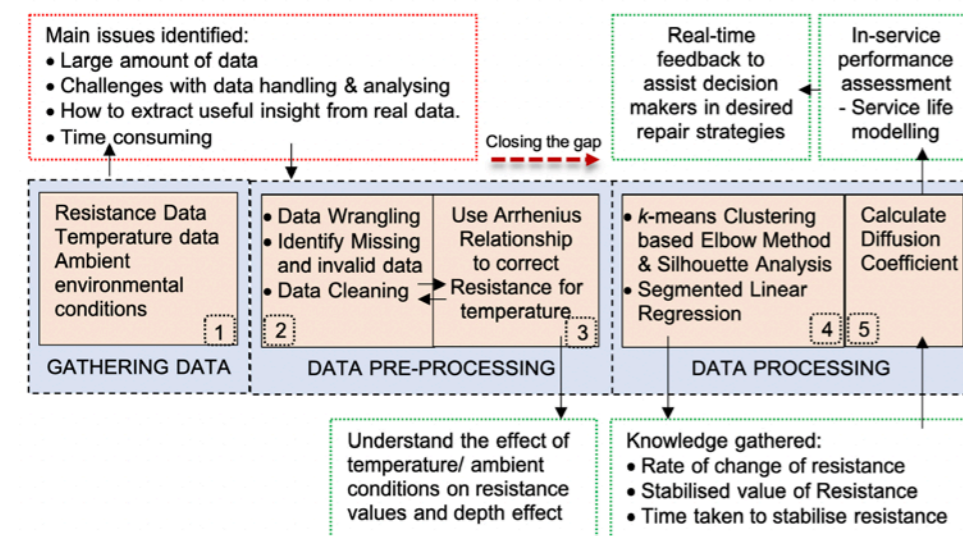 Main issues identified:
• Large amount of data
• Challenges with data handling & analysing
• How to extract useful insight from real data.
• Time consuming
Closing the gap
Real-time
feedback to
assist decision
makers in desired
repair strategies
In-service
performance
assessment
- Service life
modelling
Resistance Data
Temperature data
Ambient
environmental
conditions
1
GATHERING DATA
• Data Wrangling
• Identify Missing
and invalid data
• Data Cleaning
2
Use Arrhenius
Relationship
to correct
Resistance for
temperature
3
DATA PRE-PROCESSING
• k-means Clustering
based Elbow Method
& Silhouette Analysis
• Segmented Linear
Regression
4
Calculate
Diffusion
Coefficient
5
DATA PROCESSING
Understand the effect of
temperature/ ambient
conditions on resistance
values and depth effect
Knowledge gathered:
• Rate of change of resistance
• Stabilised value of Resistance
• Time taken to stabilise resistance